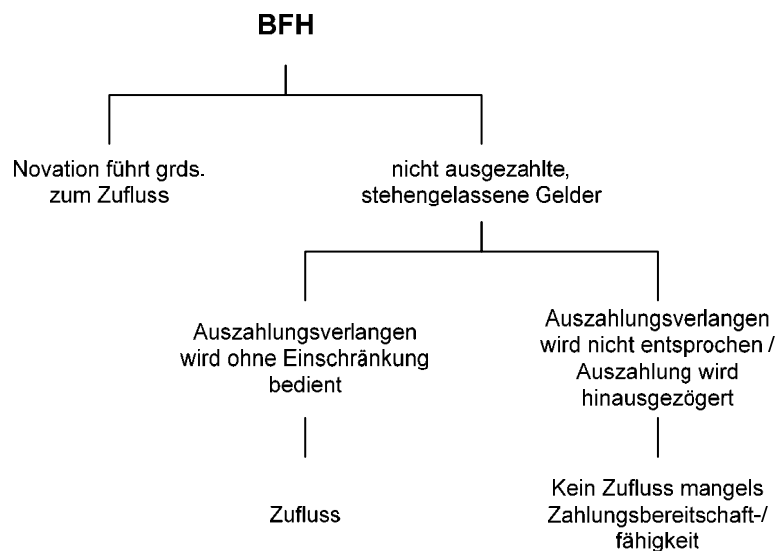 BFH
Novation führt grds.
zum Zufluss
nicht ausgezahlte,
stehengelassene Gelder
Auszahlungsverlangen
wird ohne Einschränkung
bedient
Auszahlungsverlangen
wird nicht entsprochen /
Auszahlung wird
hinausgezögert
Zufluss
Kein Zufluss mangels
Zahlungsbereitschaft-/
fähigkeit